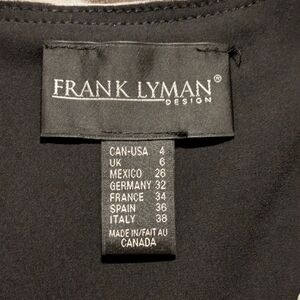 FRANK LYMAN®
DESIGN
CAN-USA 4
UK 6
MEXICO 26
GERMANY 32
FRANCE 34
SPAIN 36
ITALY 38
MADE IN/FAIT AU
CANADA